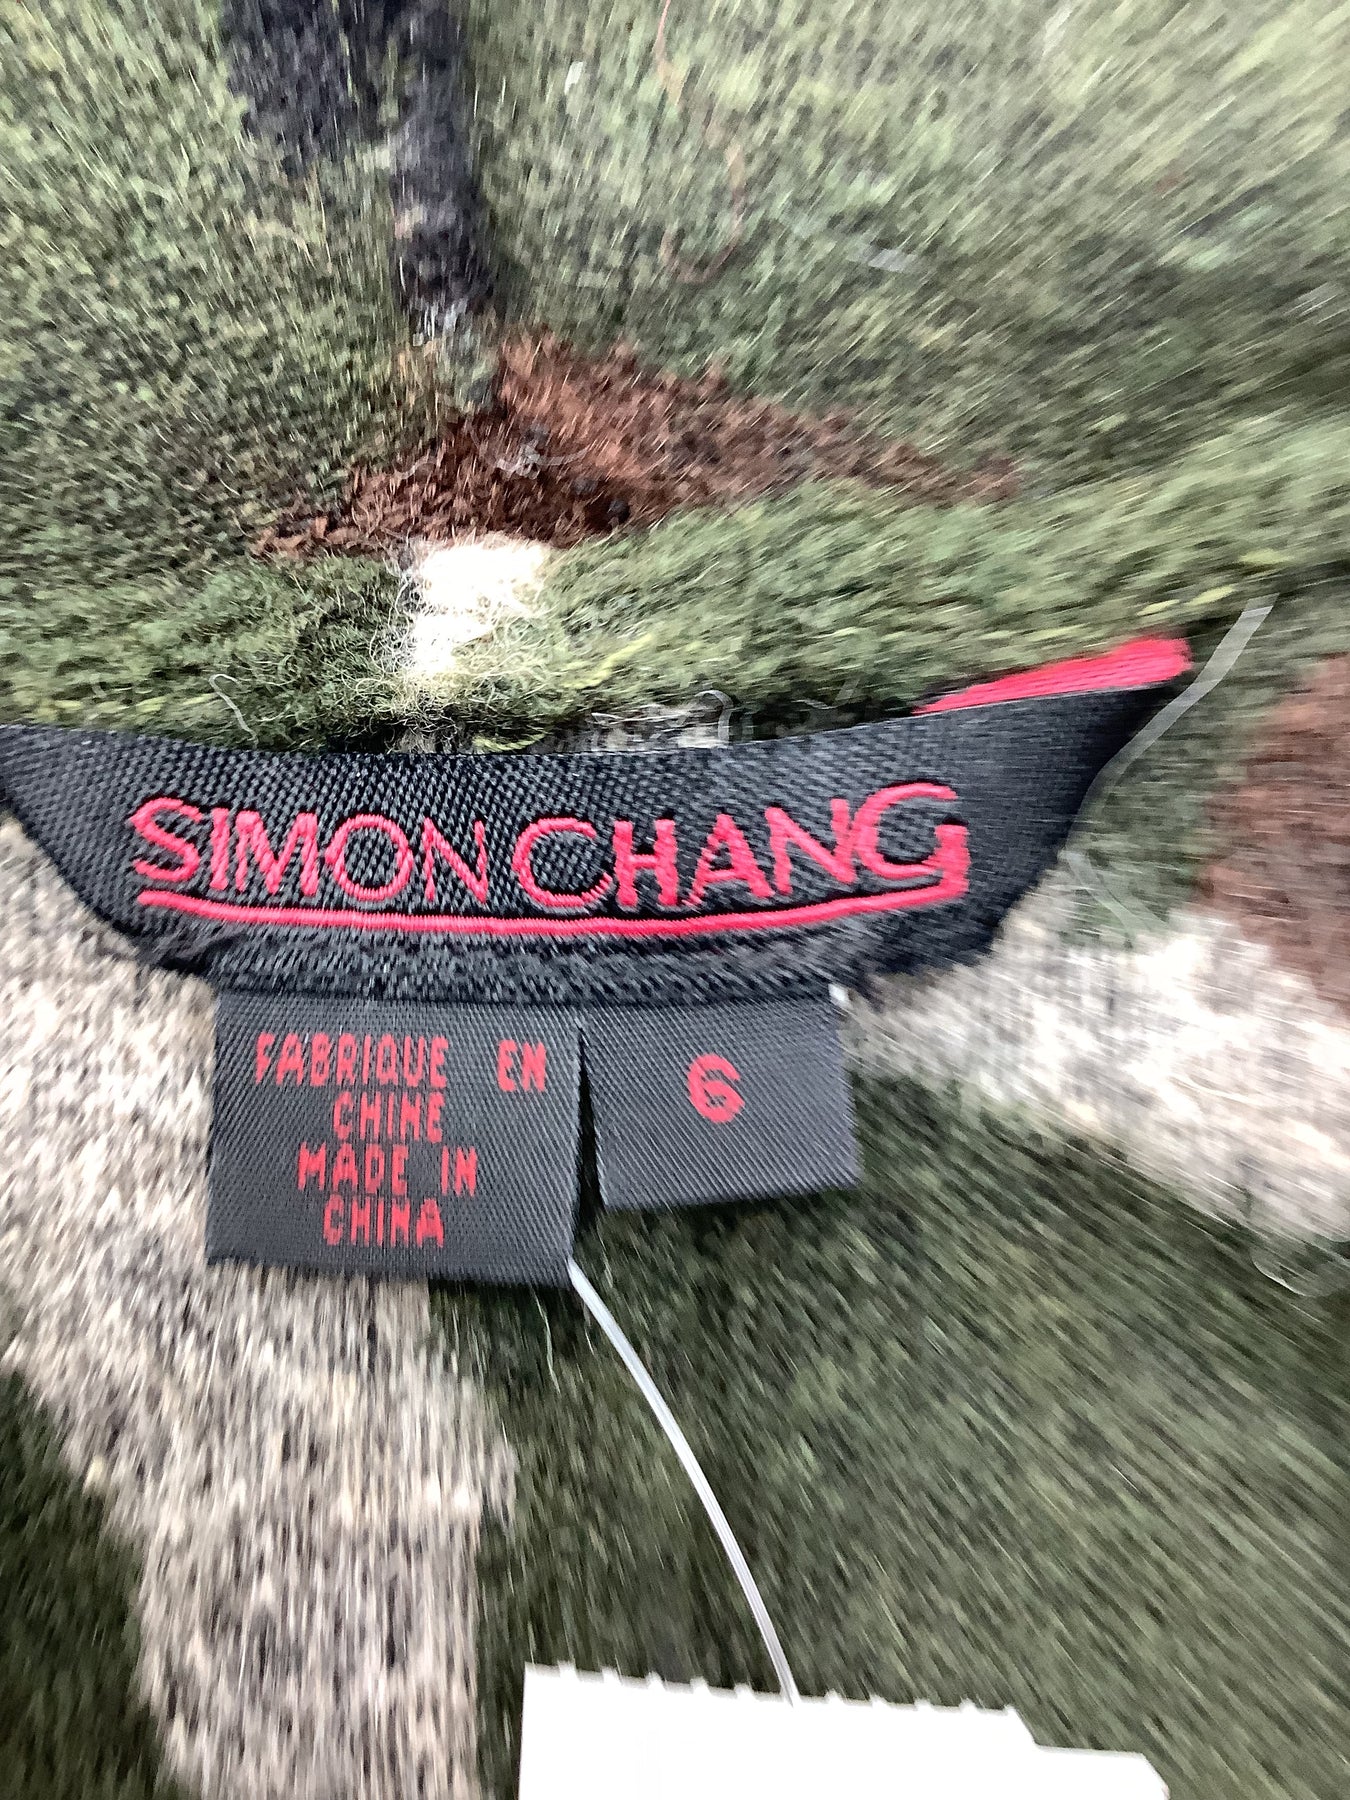 SIMON CHANG
FABRIQUE EN
CHINE
MADE IN
CHINA
6